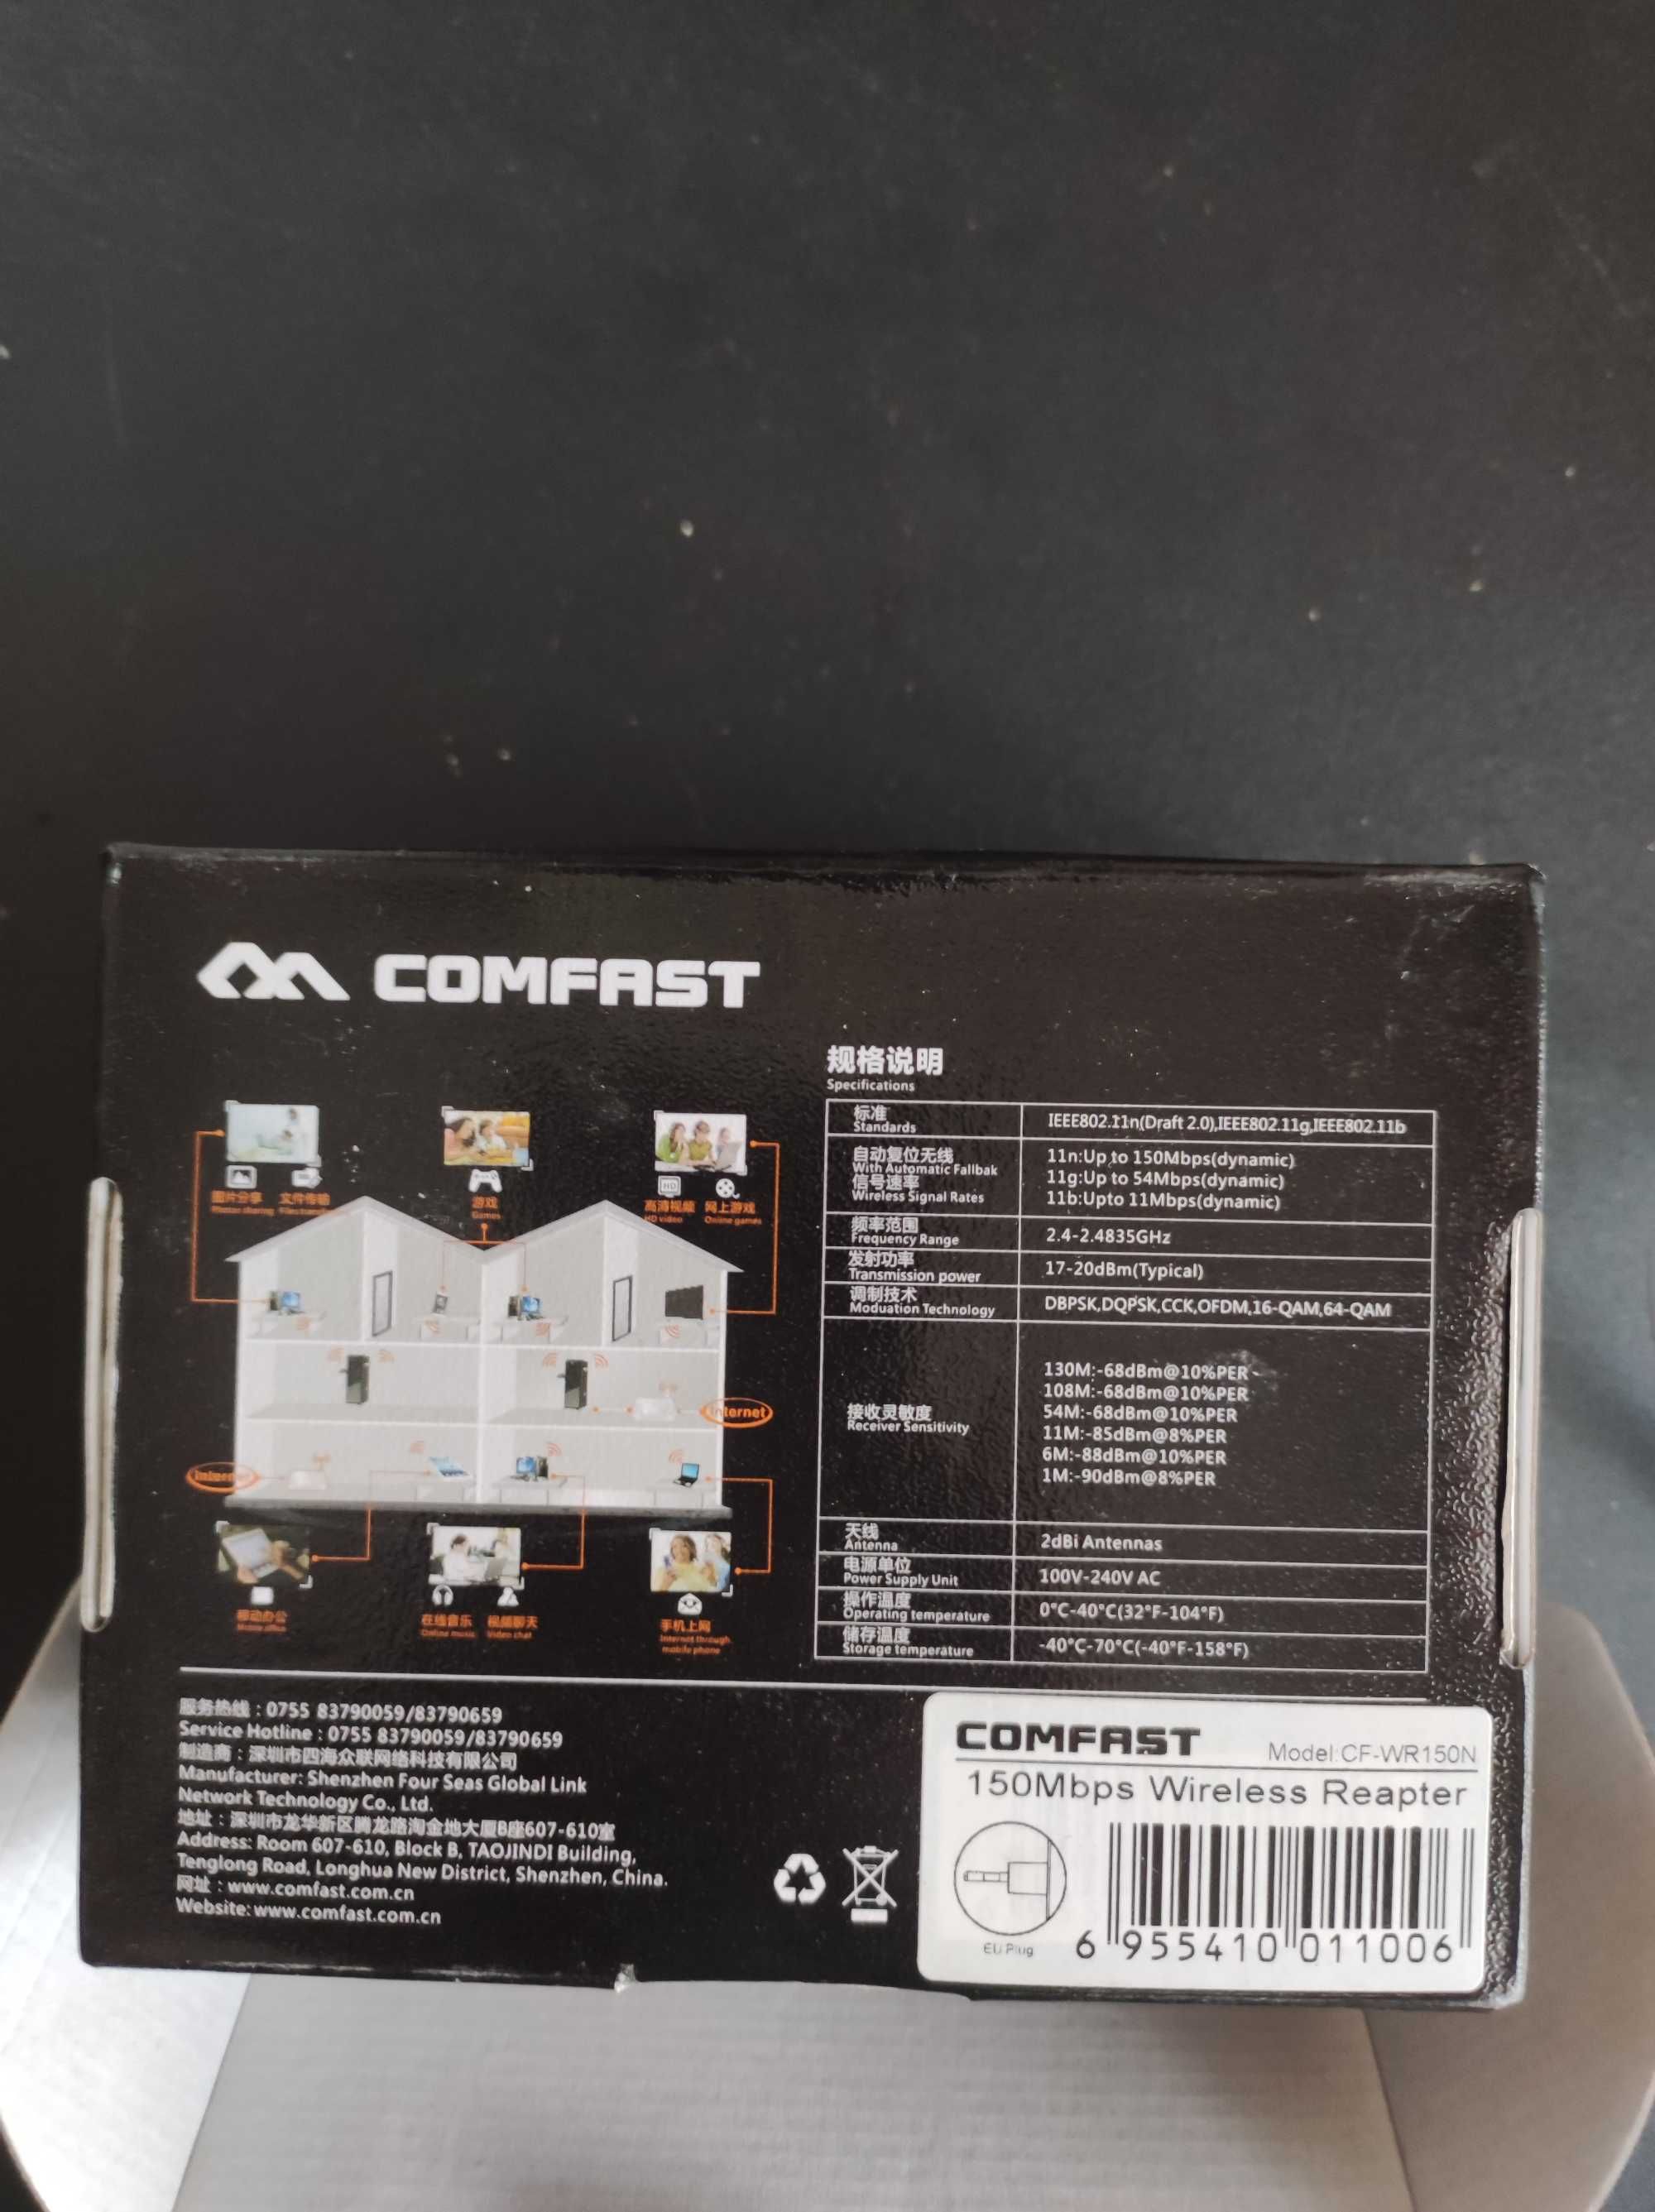 COMFAST
图片分享 文件传输
游戏
Games
高清视频 网上游戏
HD video Online games
Internet
移动办公
Mobile office
在线音乐 视频聊天
Online music Video chat
手机上网
Internet through
mobile phone
规格说明
Specifications
标准
Standards
IEEE802.11n(Draft 2.0),IEEE802.11g,IEEE802.11b
自动复位无线
With Automatic Fallbak
信号速率
Wireless Signal Rates
11n:Up to 150Mbps(dynamic)
11g:Up to 54Mbps(dynamic)
11b:Upto 11Mbps(dynamic)
频率范围
Frequency Range
2.4-2.4835GHz
发射功率
Transmission power
17-20dBm(Typical)
调制技术
Moduation Technology
DBPSK,DQPSK,CCK,OFDM,16-QAM,64-QAM
接收灵敏度
Receiver Sensitivity
130M:-68dBm@10%PER
108M:-68dBm@10%PER
54M:-68dBm@10%PER
11M:-85dBm@8%PER
6M:-88dBm@10%PER
1M:-90dBm@8%PER
天线
Antenna
2dBi Antennas
电源单位
Power Supply Unit
100V-240V AC
操作温度
Operating temperature
0°C-40°C(32°F-104°F)
储存温度
Storage temperature
-40°C-70°C(-40°F-158°F)
服务热线：0755 83790059/83790659
Service Hotline : 0755 83790059/83790659
制造商：深圳市四海众联网络科技有限公司
Manufacturer: Shenzhen Four Seas Global Link
Network Technology Co., Ltd.
地址：深圳市龙华新区腾龙路淘金地大厦B座607-610室
Address: Room 607-610, Block B, TAOJINDI Building,
Tenglong Road, Longhua New District, Shenzhen, China.
网址：www.comfast.com.cn
Website: www.comfast.com.cn
COMFAST Model:CF-WR150N
150Mbps Wireless Reapter
EU Plug
6 955410 011006